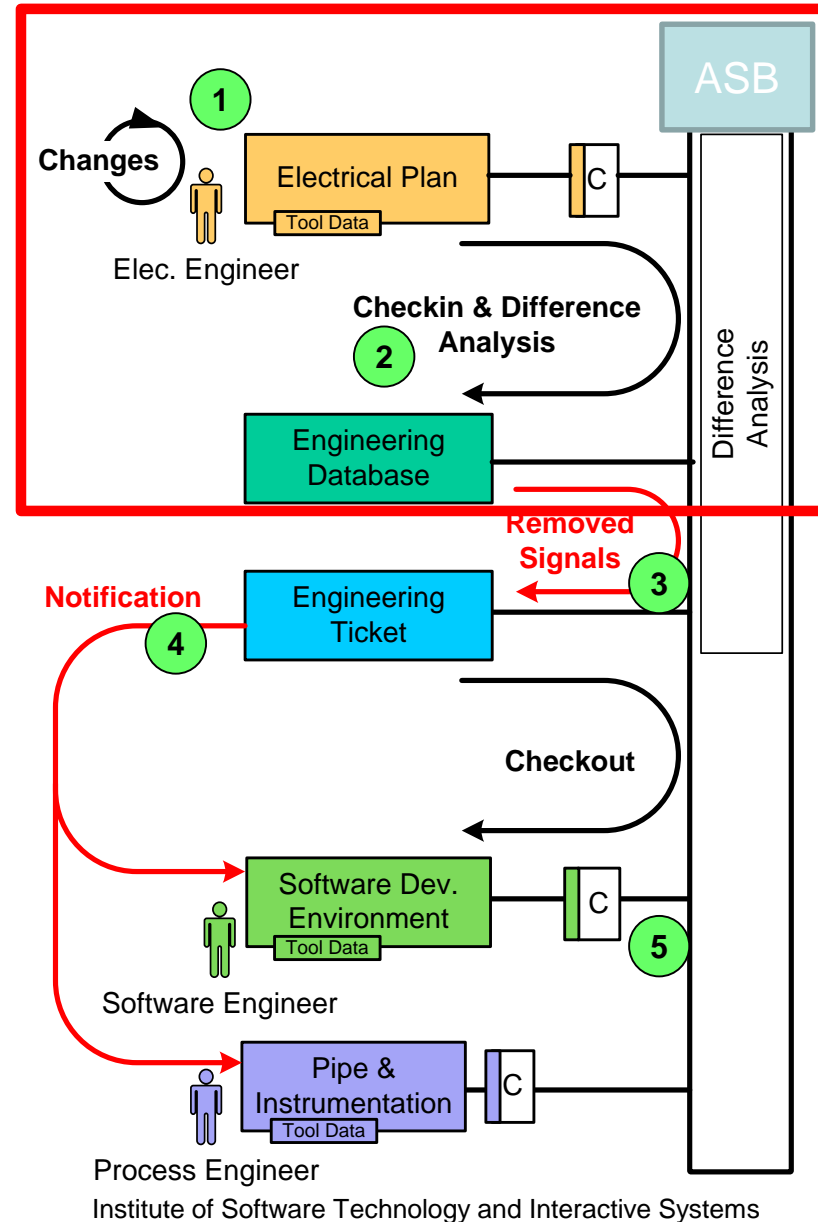 ASB
1
Changes
Electrical Plan
C
Tool Data
Elec. Engineer
Checkin & Difference
Analysis
2
Difference
Analysis
Engineering
Database
Removed
Signals
3
Notification
4
Engineering
Ticket
Checkout
Software Dev.
Environment
C
Tool Data
5
Software Engineer
Pipe &
Instrumentation
C
Tool Data
Process Engineer
Institute of Software Technology and Interactive Systems